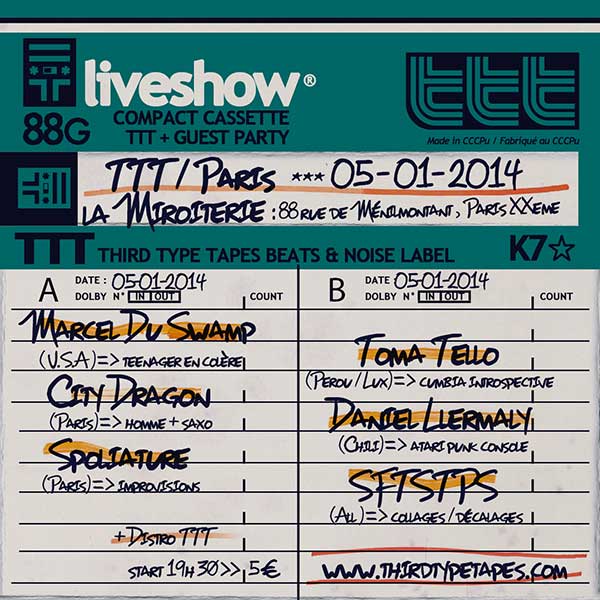 liveshow®
ttt
88G
COMPACT CASSETTE
TTT + GUEST PARTY
Made in CCCPu / Fabriqué au CCCPu
TTT / PARIS *** 05-01-2014
LA MIROITERIE : 88 RUE DE MÉNILMONTANT, PARIS XXEME
TTT THIRD TYPE TAPES BEATS & NOISE LABEL K7☆
A DATE : 05-01-2014
DOLBY N° IN OUT COUNT
MARCEL DU SWAMP
(U.S.A) => TEENAGER EN COLÈRE
CITY DRAGON
(PARIS) => HOMME + SAXO
SPOLIATURE
(PARIS) => IMPROVISIONS
+ DISTRO TTT
START 19H30 >> 5€
B DATE : 05-01-2014
DOLBY N° IN OUT COUNT
TOMA TELLO
(PEROU / LUX) => CUMBIA INTROSPECTIVE
DANIEL LLERMALY
(CHILI) => ATARI PUNK CONSOLE
SFTSTPS
(ALL) => COLLAGES / DÉCALAGES
WWW.THIRDTYPETAPES.COM